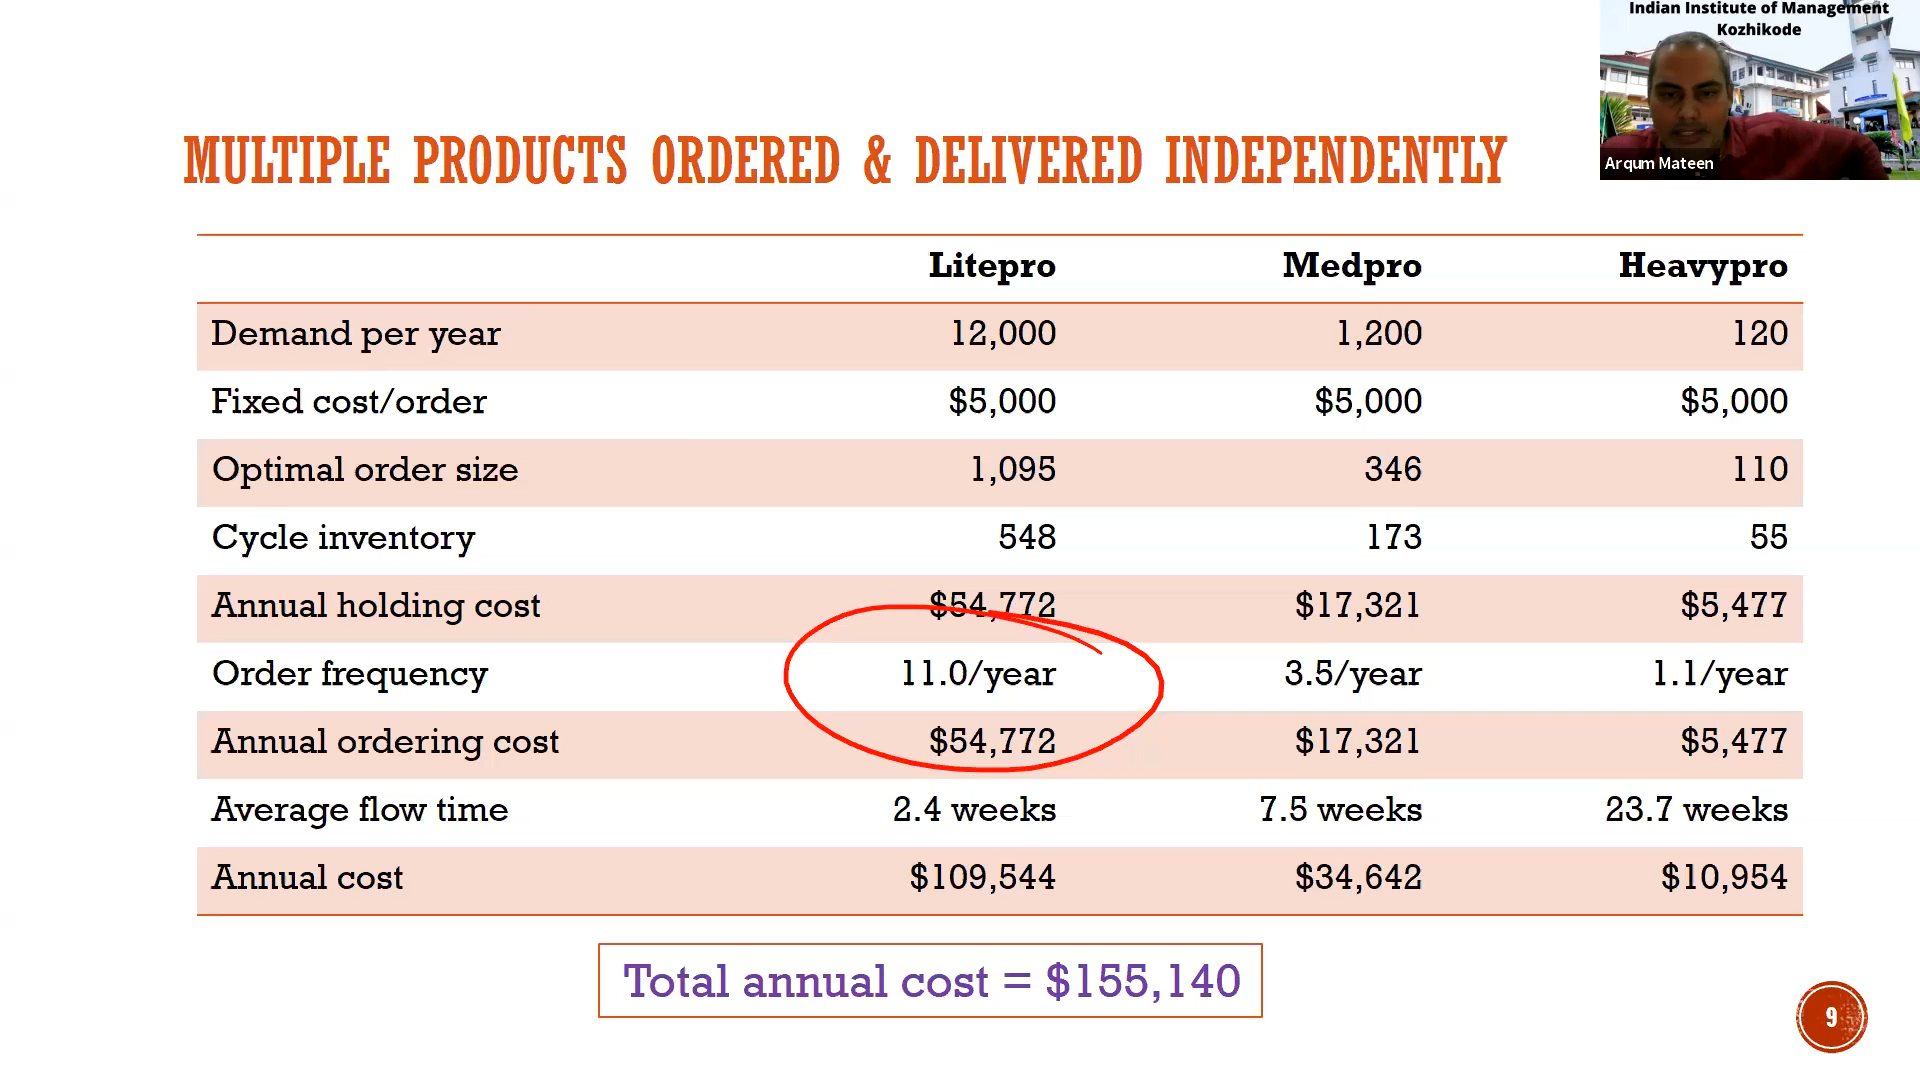 Indian Institute of Management
Kozhikode
Arqum Mateen
MULTIPLE PRODUCTS ORDERED & DELIVERED INDEPENDENTLY
Litepro Medpro Heavypro
Demand per year 12,000 1,200 120
Fixed cost/order $5,000 $5,000 $5,000
Optimal order size 1,095 346 110
Cycle inventory 548 173 55
Annual holding cost $54,772 $17,321 $5,477
Order frequency 11.0/year 3.5/year 1.1/year
Annual ordering cost $54,772 $17,321 $5,477
Average flow time 2.4 weeks 7.5 weeks 23.7 weeks
Annual cost $109,544 $34,642 $10,954
Total annual cost = $155,140
9